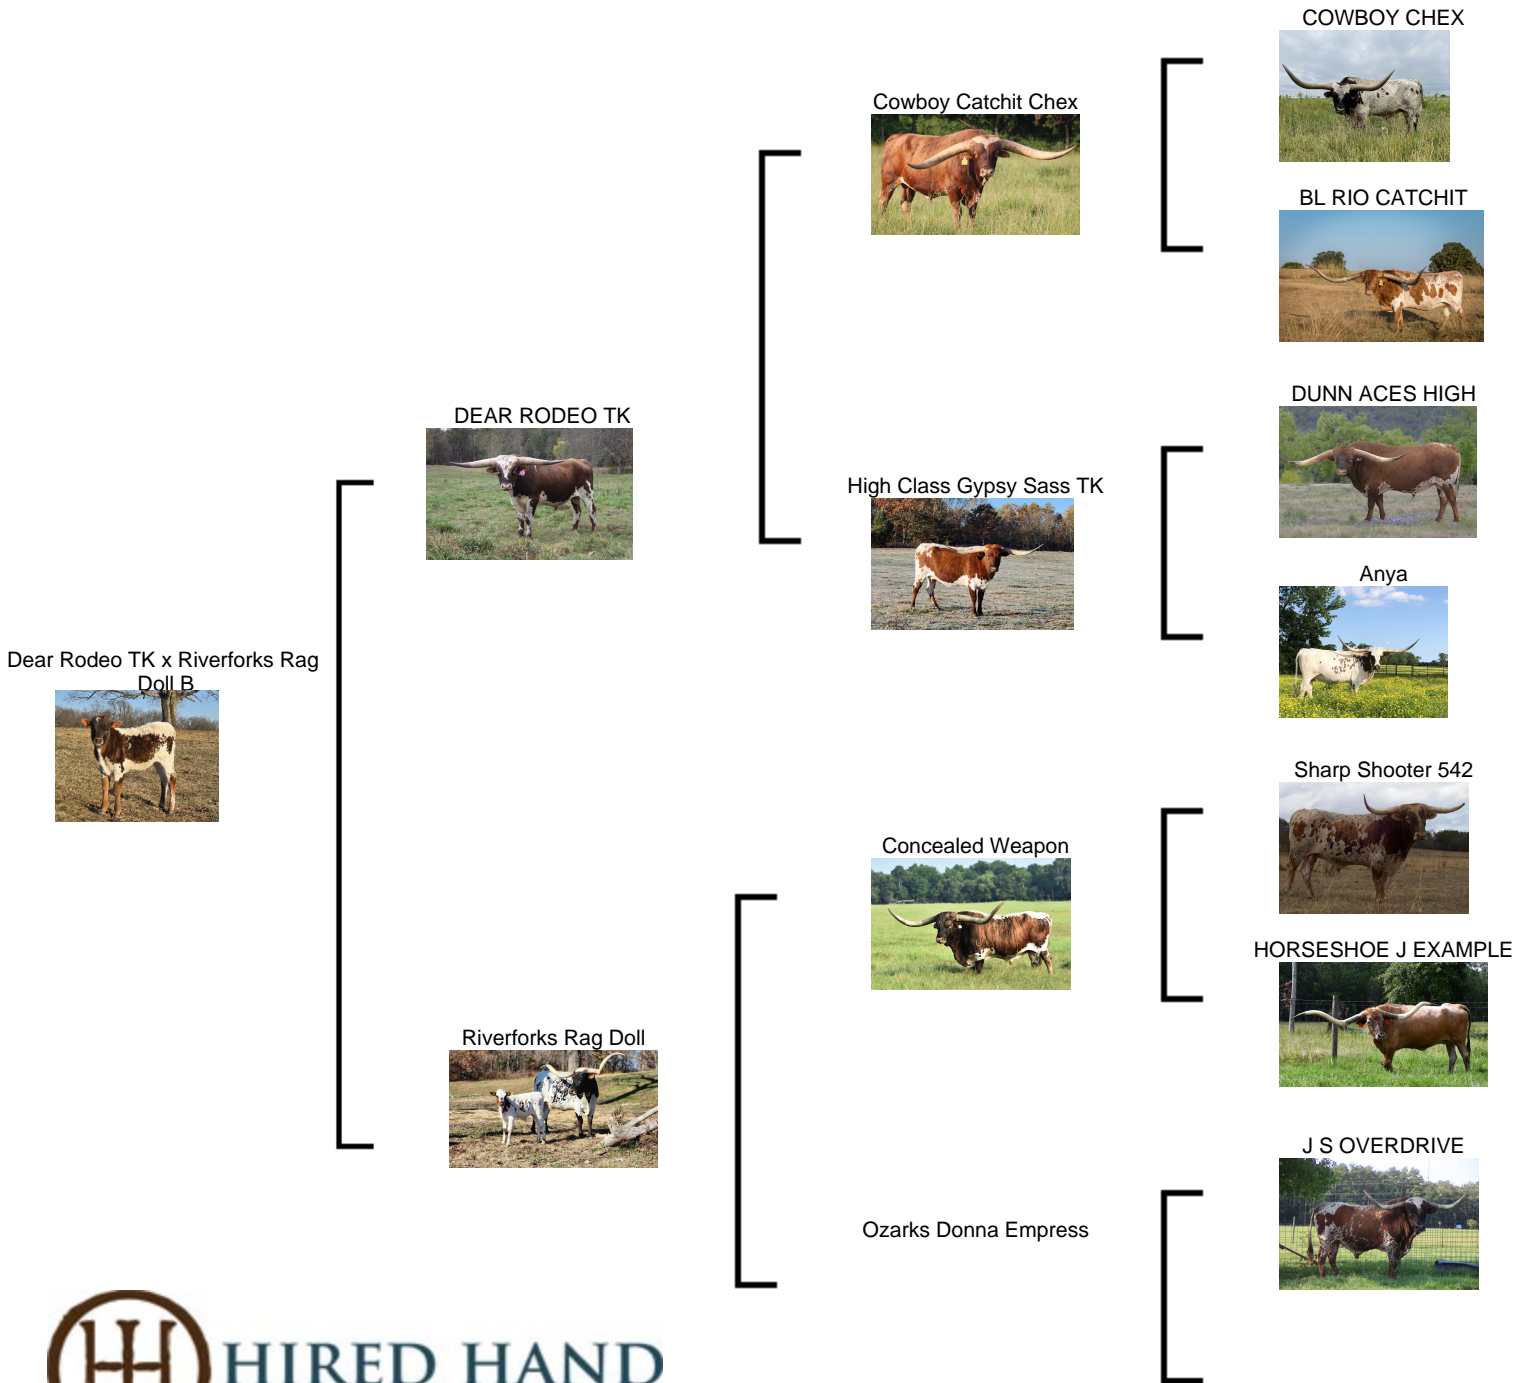 COWBOY CHEX
Cowboy Catchit Chex
BL RIO CATCHIT
DEAR RODEO TK
DUNN ACES HIGH
High Class Gypsy Sass TK
Anya
Dear Rodeo TK x Riverforks Rag
Doll B
Sharp Shooter 542
Concealed Weapon
HORSESHOE J EXAMPLE
Riverforks Rag Doll
J S OVERDRIVE
Ozarks Donna Empress
HIRED HAND